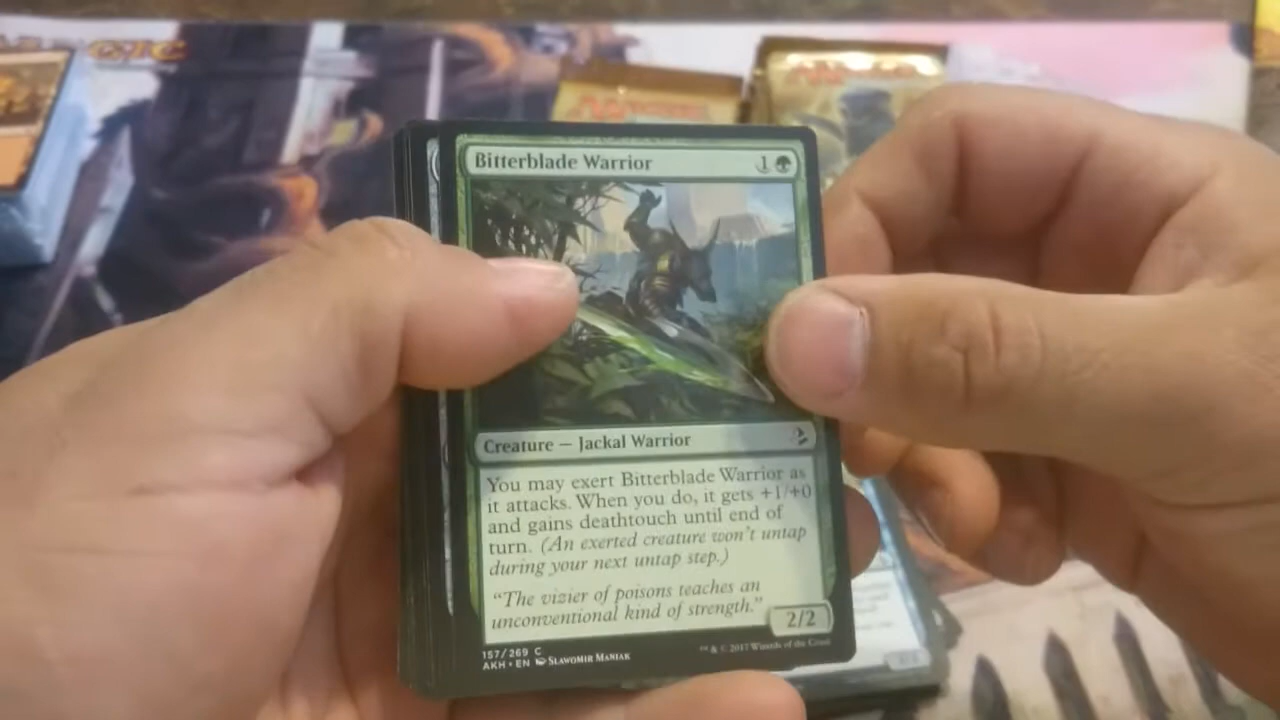 Bitterblade Warrior 1
Creature — Jackal Warrior
You may exert Bitterblade Warrior as
it attacks. When you do, it gets +1/+0
and gains deathtouch until end of
turn. (An exerted creature won't untap
during your next untap step.)
"The vizier of poisons teaches an
unconventional kind of strength."
2/2
157/269 C
AKH • EN SLAWOMIR MANIAK
™ & © 2017 Wizards of the Coast